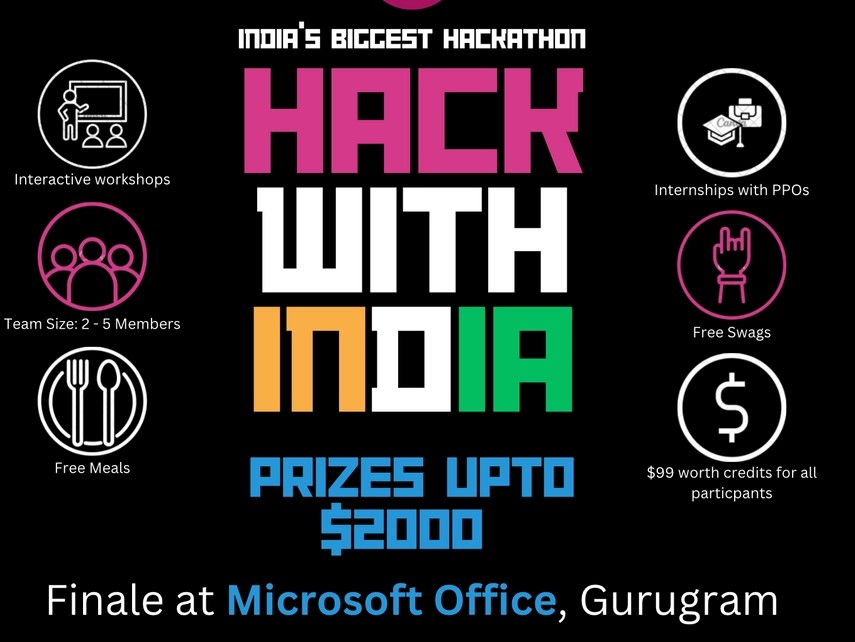 INDIA'S BIGGEST HACKATHON
HACK
WITH
INDIA
Interactive workshops
Team Size: 2 - 5 Members
Free Meals
Canva
Internships with PPOs
Free Swags
$99 worth credits for all
particpants
PRIZES UPTO
$2000
Finale at Microsoft Office, Gurugram